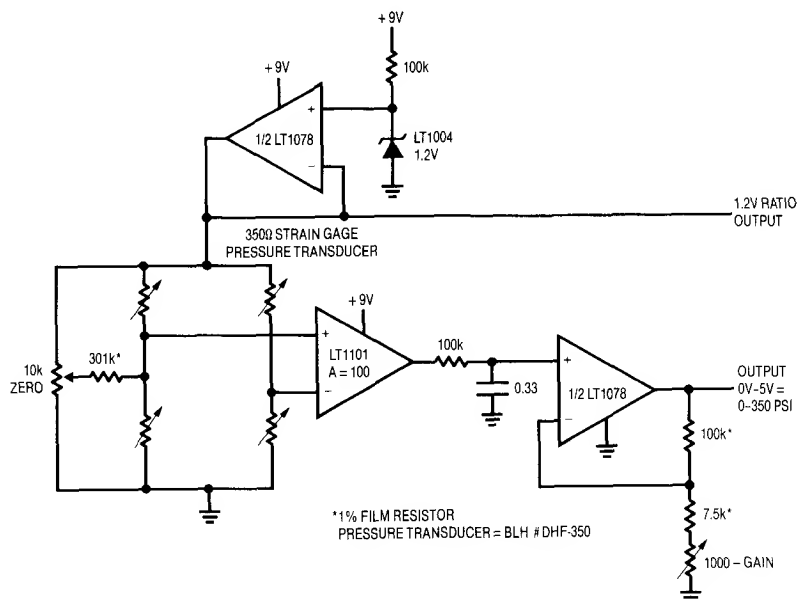 +9V
100k
+9V
+
1/2 LT1078
−
LT1004
1.2V
1.2V RATIO
OUTPUT
350Ω STRAIN GAGE
PRESSURE TRANSDUCER
+9V
10k
ZERO
301k*
+
LT1101
A = 100
−
100k
0.33
+
1/2 LT1078
−
OUTPUT
0V–5V =
0–350 PSI
100k*
7.5k*
1000 – GAIN
*1% FILM RESISTOR
PRESSURE TRANSDUCER = BLH #DHF-350